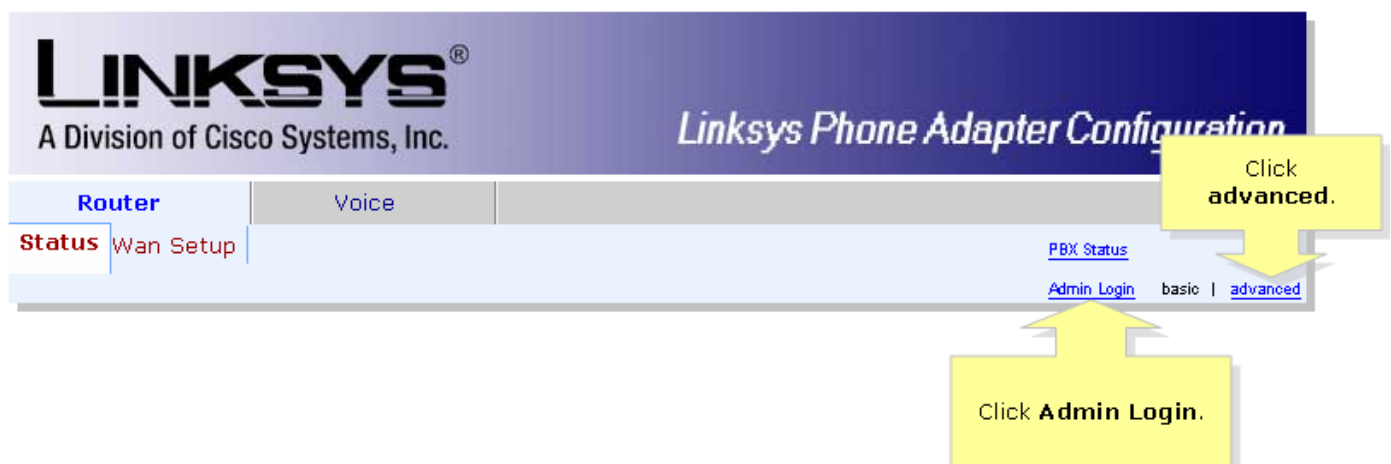 LINKSYS®
A Division of Cisco Systems, Inc.
Linksys Phone Adapter Configuration
Click
advanced.
Router Voice
Status Wan Setup
PBX Status
Admin Login basic | advanced
Click Admin Login.